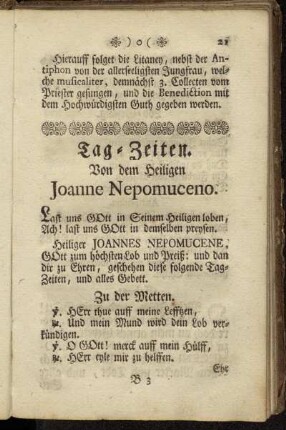 )o( 21
Hierauff folget die Litaney, nebst der An-
tiphon von der allerseeligsten Jungfrau, wel-
che musicaliter, demnächst 3. Collecten vom
Priester gesungen, und die Benediction mit
dem Hochwürdigsten Guth gegeben werden.
Tag-Zeiten.
Von dem Heiligen
Joanne Nepomuceno.
Last uns GOtt in Seinem Heiligen loben,
Ach! last uns GOtt in demselben preysen.
Heiliger JOANNES NEPOMUCENE,
GOtt zum höchsten Lob und Preiß: und dan
dir zu Ehren, geschehen diese folgende Tag-
Zeiten, und alles Gebett.
Zu der Metten.
℣. HErr thue auff meine Lefftzen,
℟. Und mein Mund wird dein Lob ver-
kündigen.
℣. O GOtt! merck auff mein Hülff,
℟. HErr eyle mir zu helffen.
B 3 Ehr